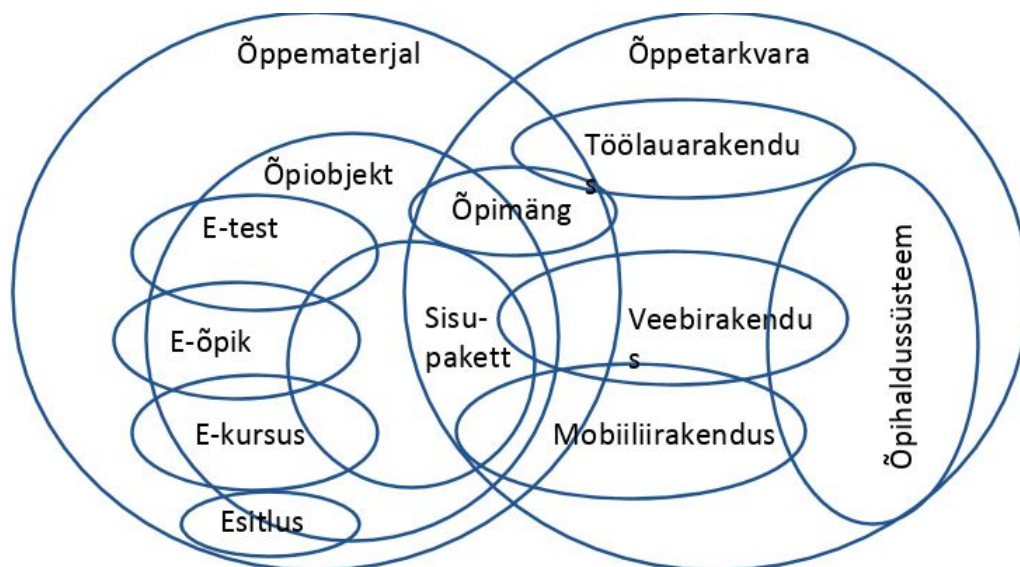 Õppematerjal
Õppetarkvara
Töölauarakendu
s
Õpiobjekt
Õpimäng
E-test
Sisu-
pakett
Veebirakendu
s
E-õpik
E-kursus
Mobiiliirakendus
Õpihaldussüsteem
Esitlus